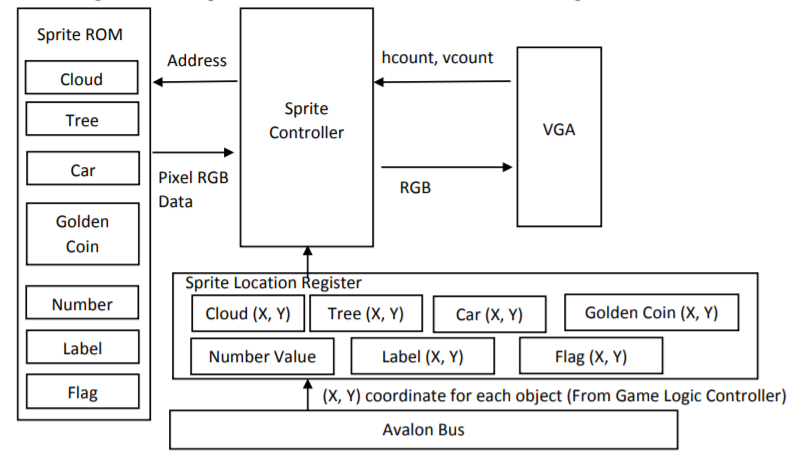 Sprite ROM
Cloud
Tree
Car
Golden
Coin
Number
Label
Flag
Address
Pixel RGB
Data
Sprite
Controller
hcount, vcount
RGB
VGA
Sprite Location Register
Cloud (X, Y)
Tree (X, Y)
Car (X, Y)
Golden Coin (X, Y)
Number Value
Label (X, Y)
Flag (X, Y)
(X, Y) coordinate for each object (From Game Logic Controller)
Avalon Bus